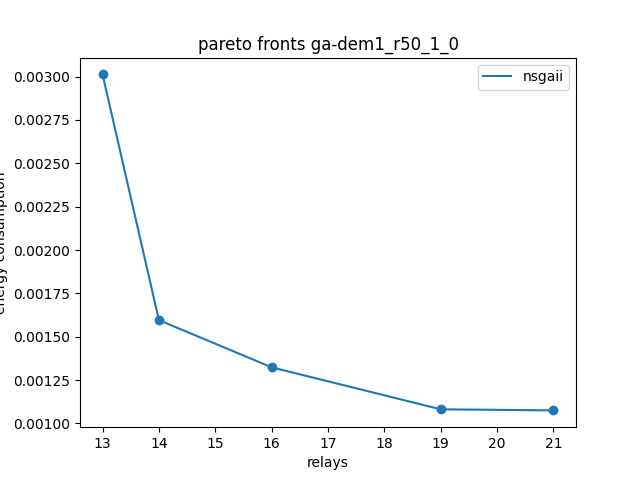 pareto fronts ga-dem1_r50_1_0
nsgaii
0.00300
0.00275
0.00250
0.00225
0.00200
0.00175
0.00150
0.00125
0.00100
energy consumption
13 14 15 16 17 18 19 20 21
relays